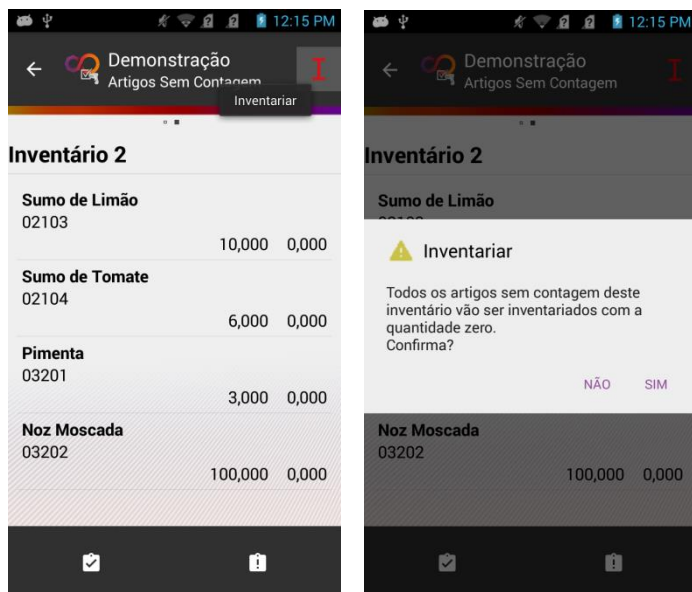 12:15 PM
Demonstração
Artigos Sem Contagem
I
Inventariar
Inventário 2
Sumo de Limão
02103
10,000 0,000
Sumo de Tomate
02104
6,000 0,000
Pimenta
03201
3,000 0,000
Noz Moscada
03202
100,000 0,000
12:15 PM
Demonstração
Artigos Sem Contagem
I
Inventário 2
Sumo de Limão
Inventariar
Todos os artigos sem contagem deste
inventário vão ser inventariados com a
quantidade zero.
Confirma?
NÃO SIM
Noz Moscada
03202
100,000 0,000